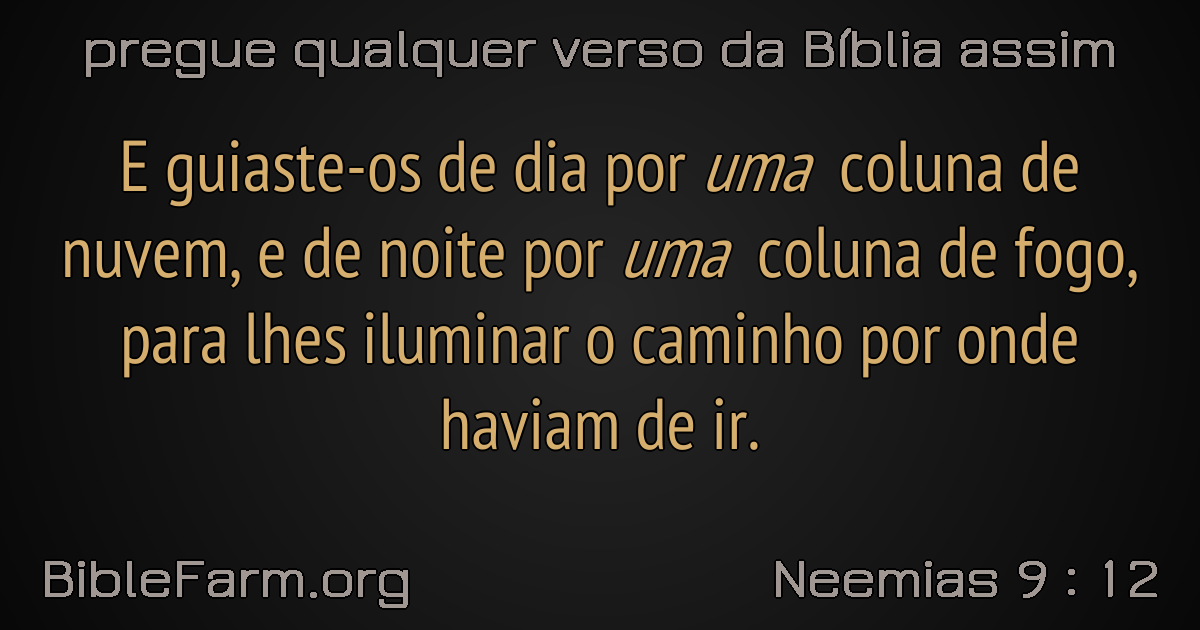 pregue qualquer verso da Bíblia assim
E guiaste-os de dia por uma coluna de
nuvem, e de noite por uma coluna de fogo,
para lhes iluminar o caminho por onde
haviam de ir.
BibleFarm.org
Neemias 9 : 12